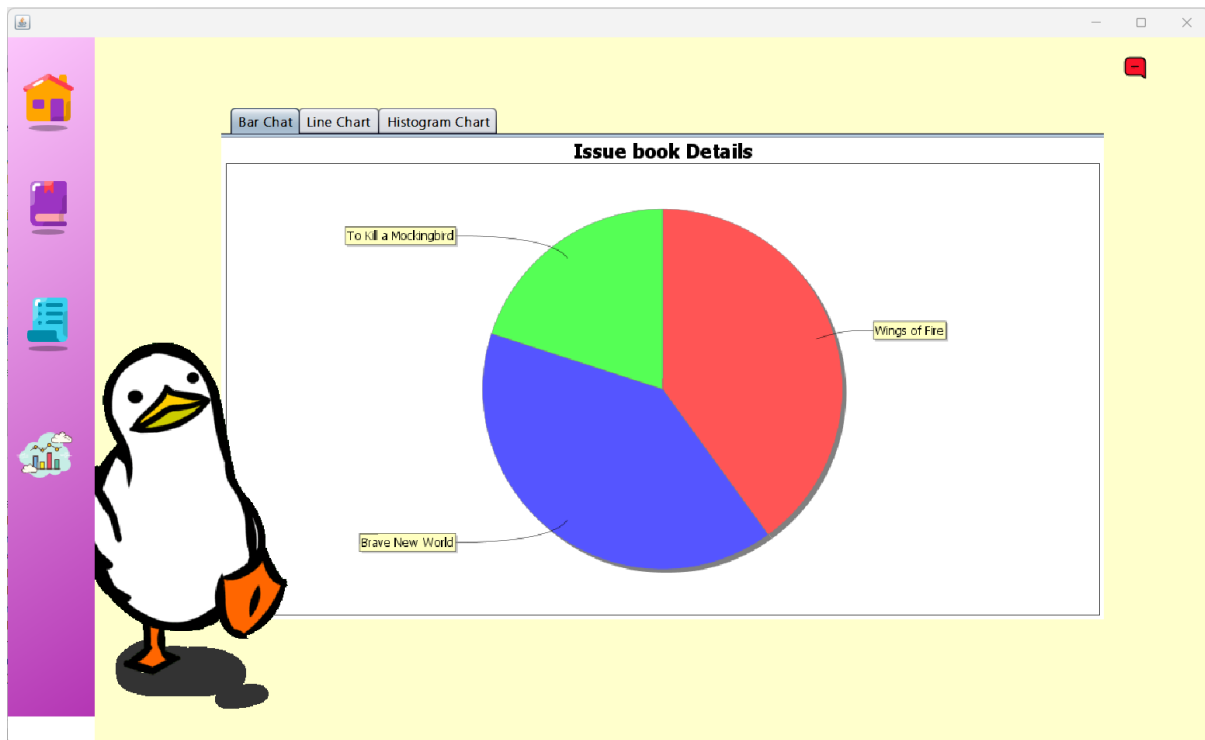 Bar Chat Line Chart Histogram Chart
Issue book Details
To Kill a Mockingbird
Wings of Fire
Brave New World